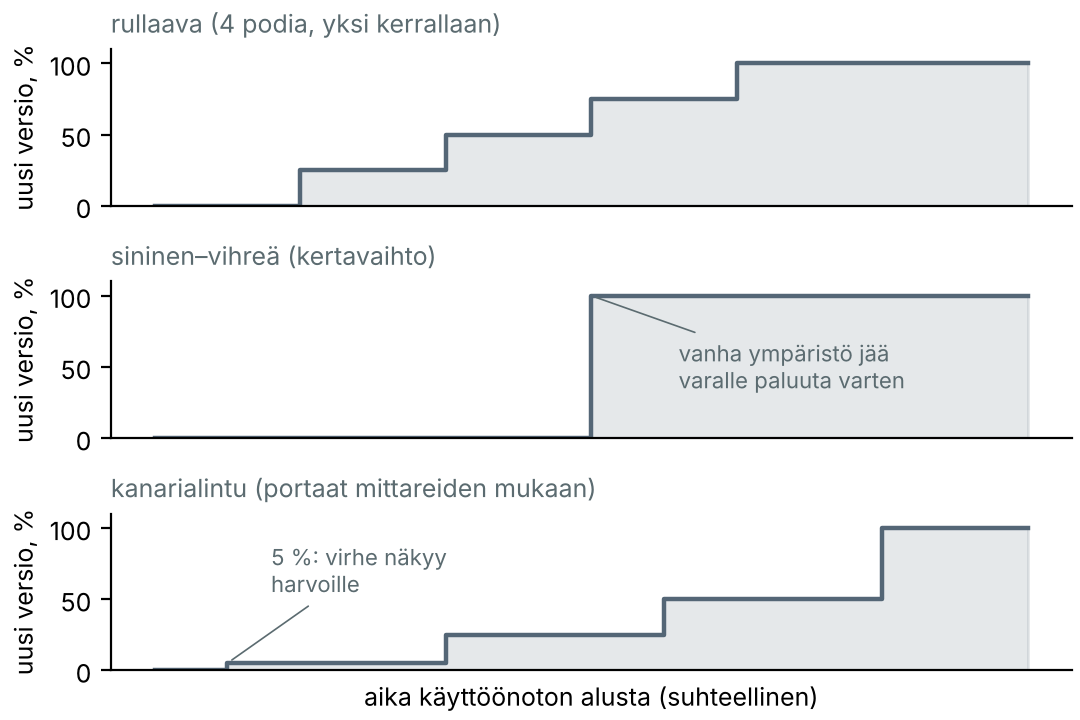 rullaava (4 podia, yksi kerrallaan)
uusi versio, %
100
50
0
sininen–vihreä (kertavaihto)
uusi versio, %
100
50
0
vanha ympäristö jää
varalle paluuta varten
kanarialintu (portaat mittareiden mukaan)
uusi versio, %
100
50
0
5 %: virhe näkyy
harvoille
aika käyttöönoton alusta (suhteellinen)